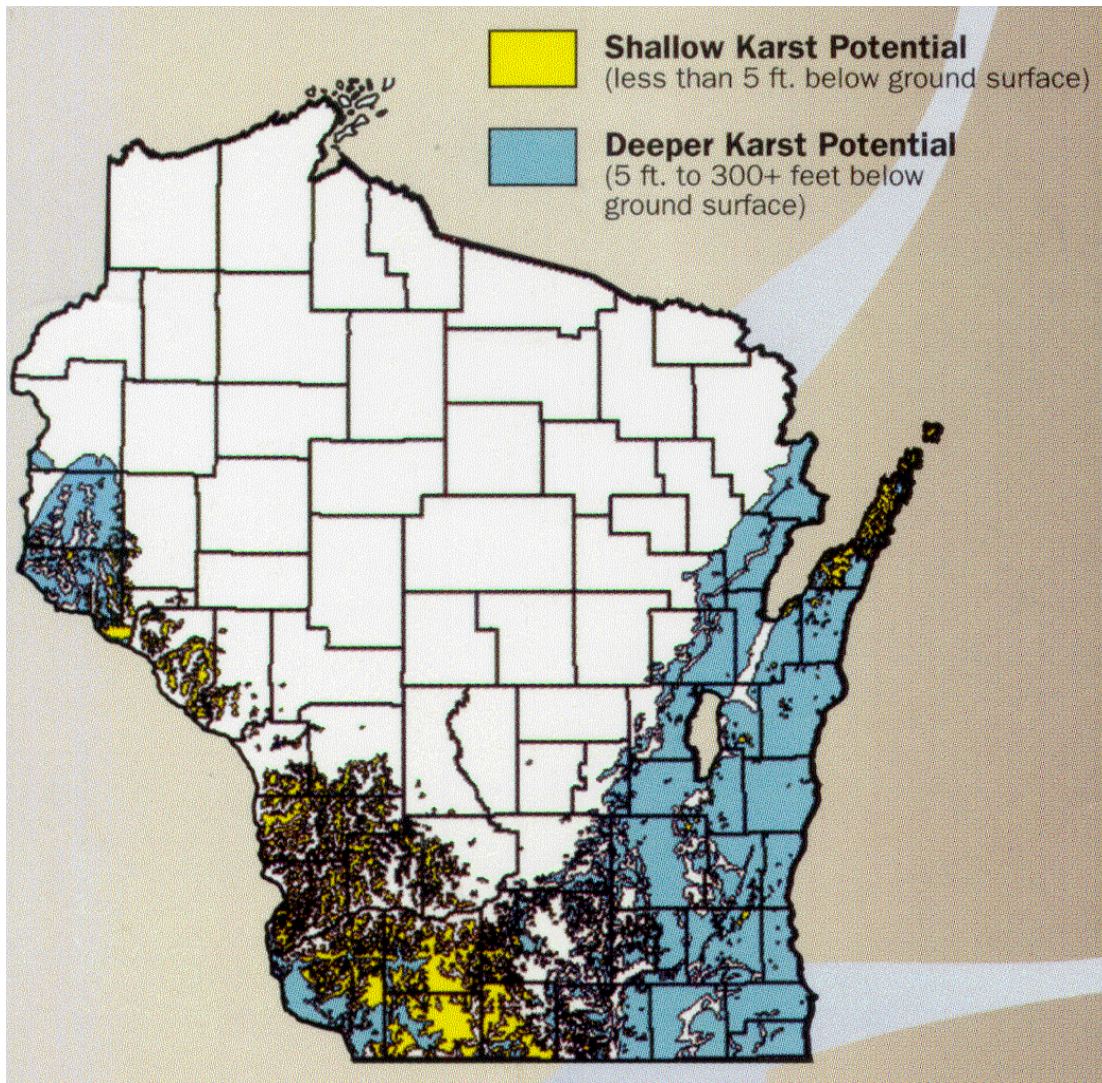 Shallow Karst Potential
(less than 5 ft. below ground surface)
Deeper Karst Potential
(5 ft. to 300+ feet below
ground surface)